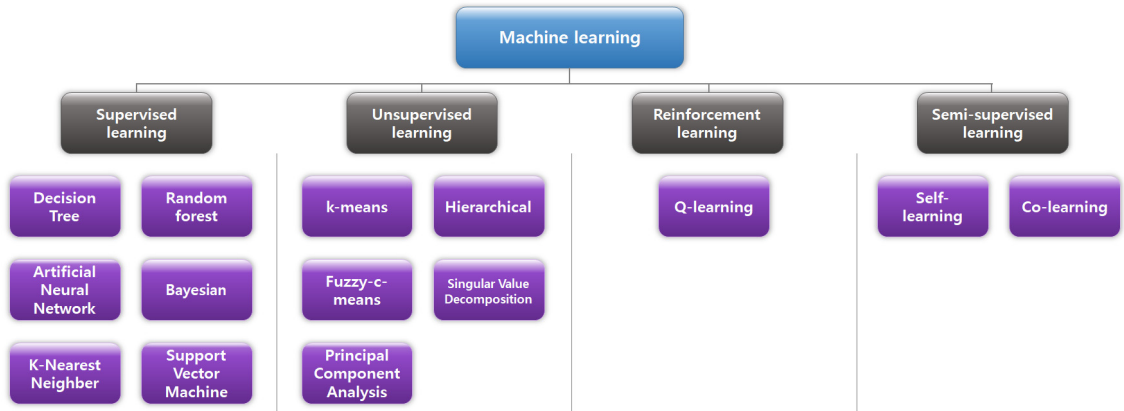 Machine learning
Supervised
learning
Unsupervised
learning
Reinforcement
learning
Semi-supervised
learning
Decision
Tree
Random
forest
Artificial
Neural
Network
Bayesian
K-Nearest
Neighber
Support
Vector
Machine
k-means
Hierarchical
Fuzzy-c-
means
Singular Value
Decomposition
Principal
Component
Analysis
Q-learning
Self-
learning
Co-learning